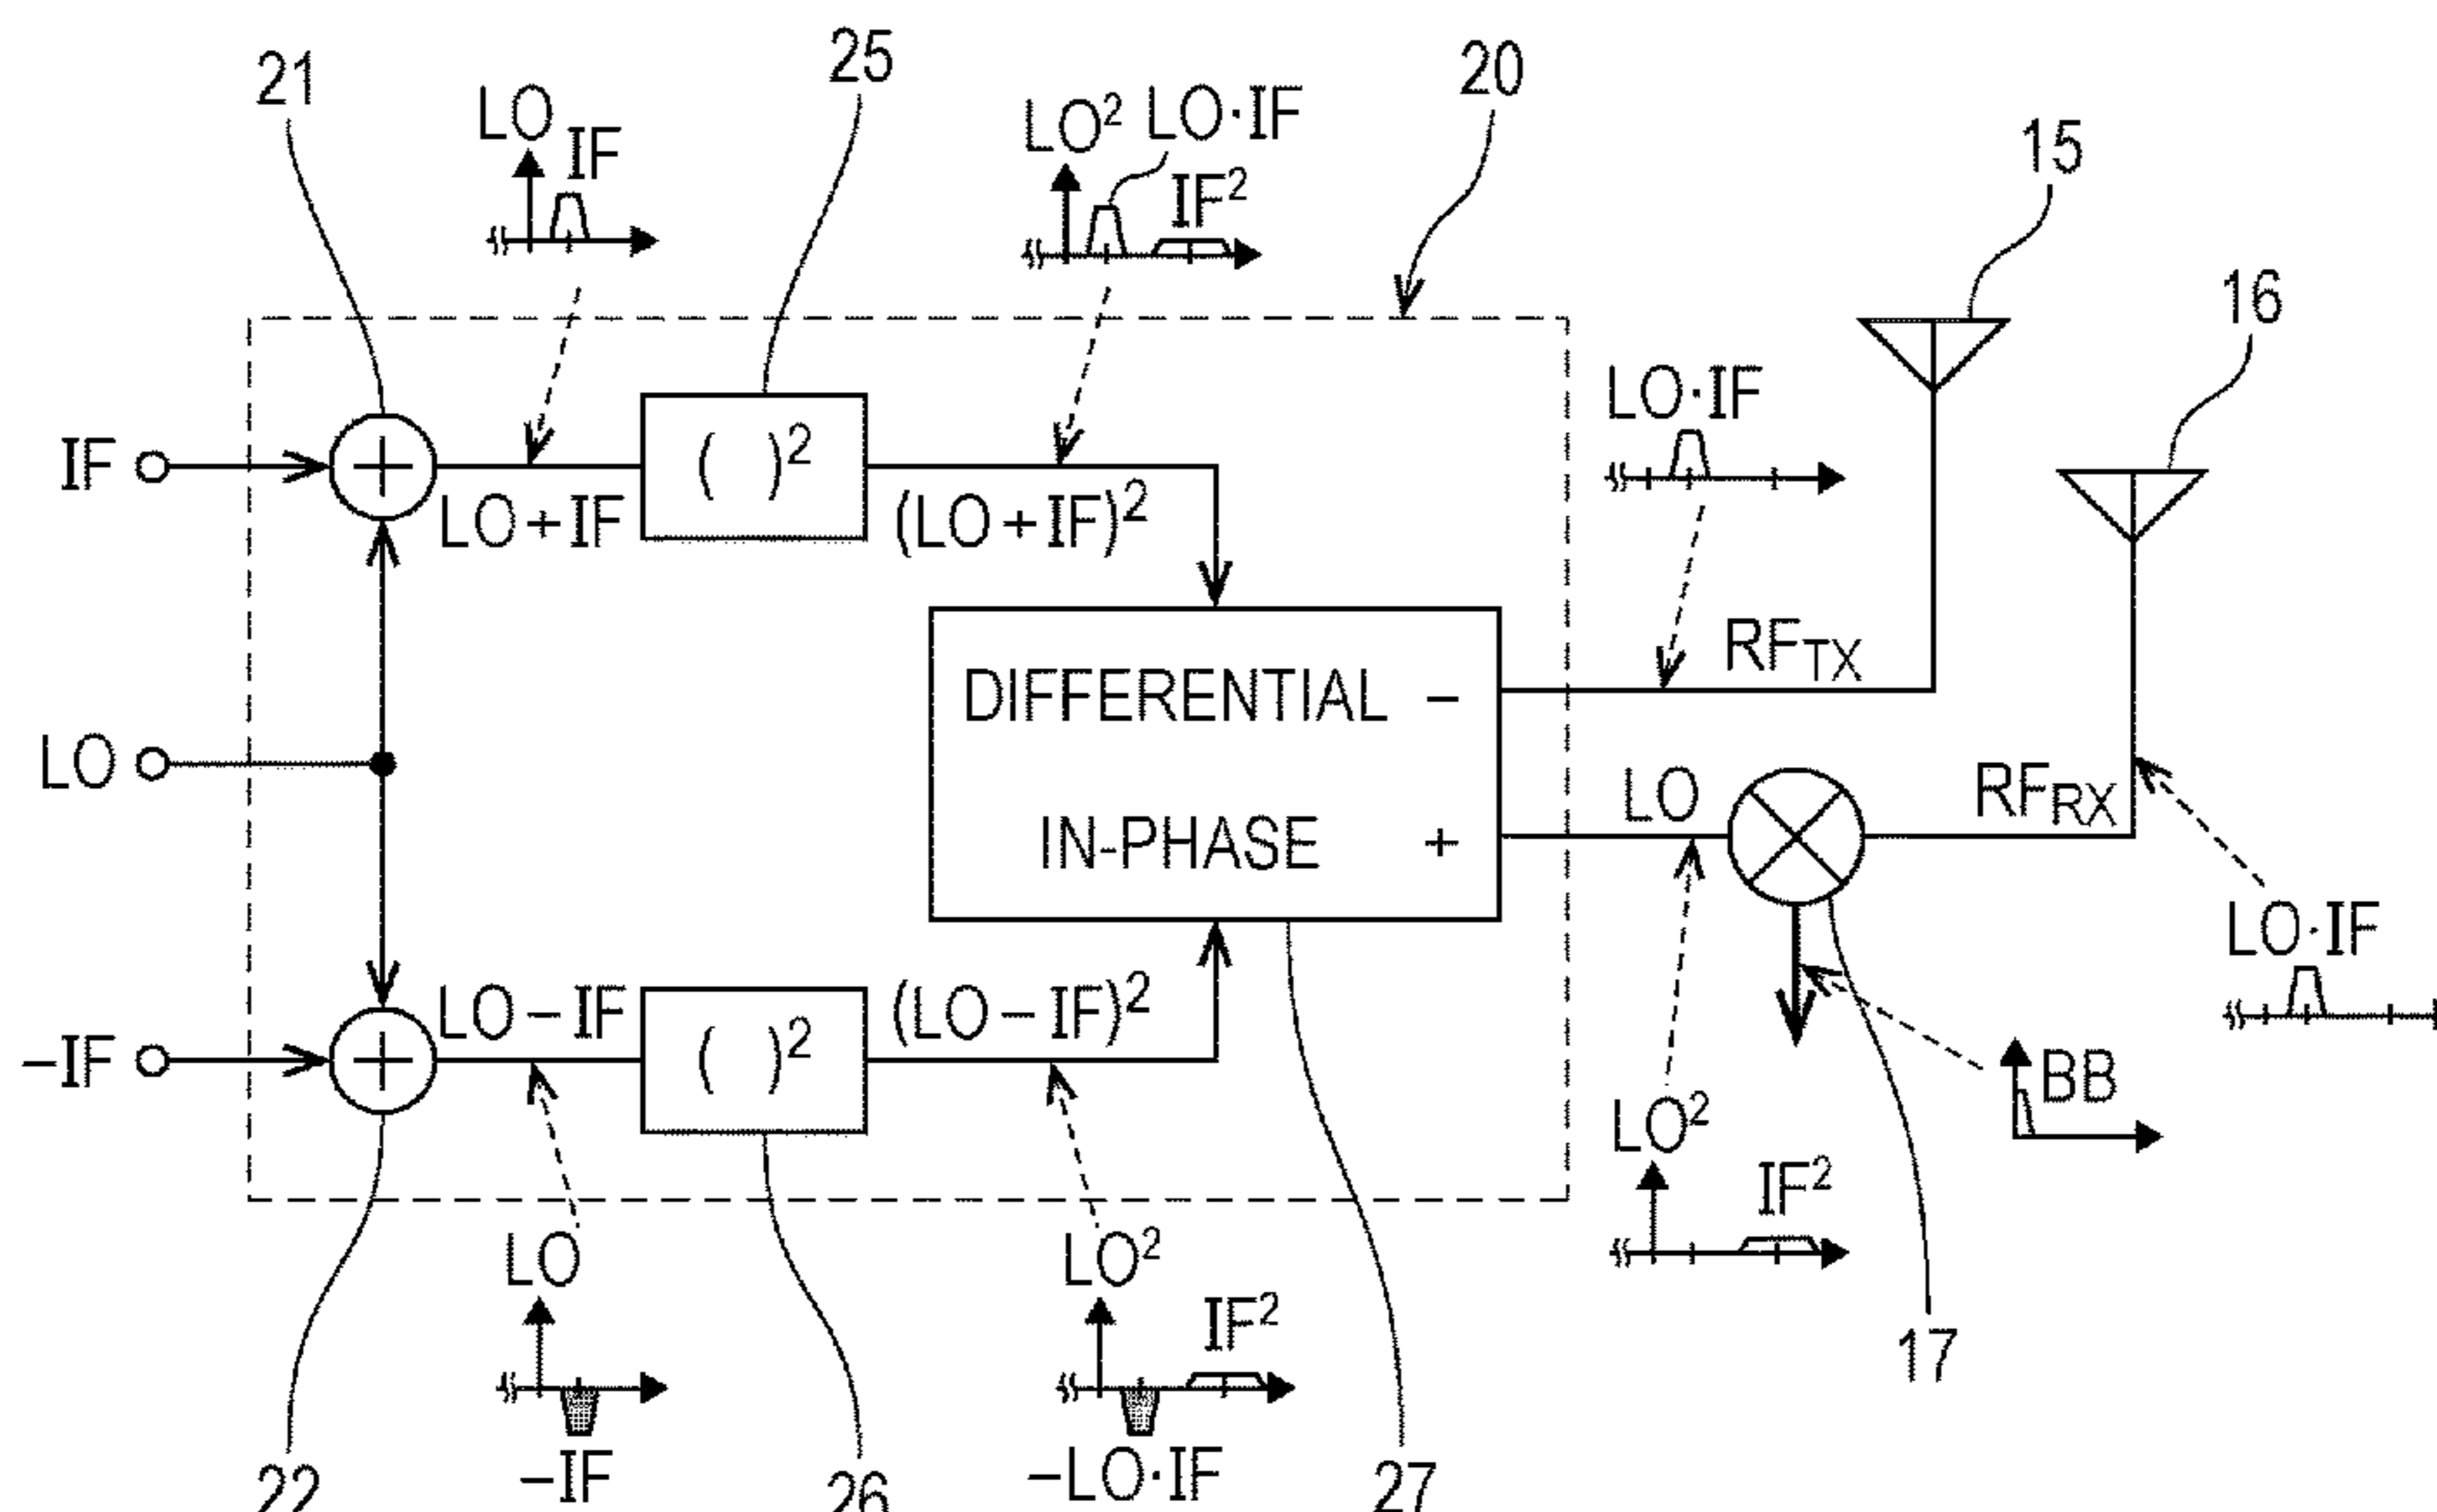 21
25
20
15
16
LO
IF
LO² LO·IF
IF²
IF
LO+IF
( )²
(LO+IF)²
LO·IF
RFTX
DIFFERENTIAL −
LO
LO
RFRX
IN-PHASE +
LO·IF
−IF
LO−IF
( )²
(LO−IF)²
BB
LO²
IF²
LO
−IF
LO²
IF²
−LO·IF
17
22
26
27